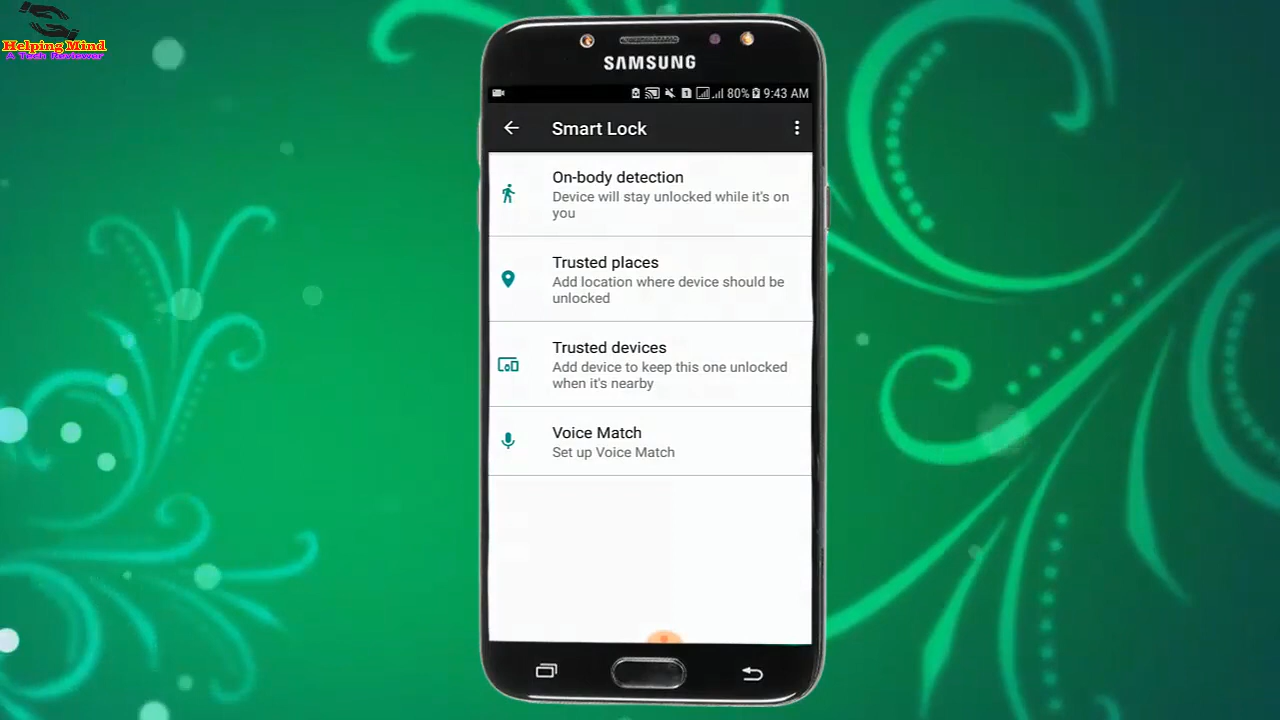 Helping Mind
A Tech Reviewer
SAMSUNG
80% 9:43 AM
Smart Lock
On-body detection
Device will stay unlocked while it's on
you
Trusted places
Add location where device should be
unlocked
Trusted devices
Add device to keep this one unlocked
when it's nearby
Voice Match
Set up Voice Match